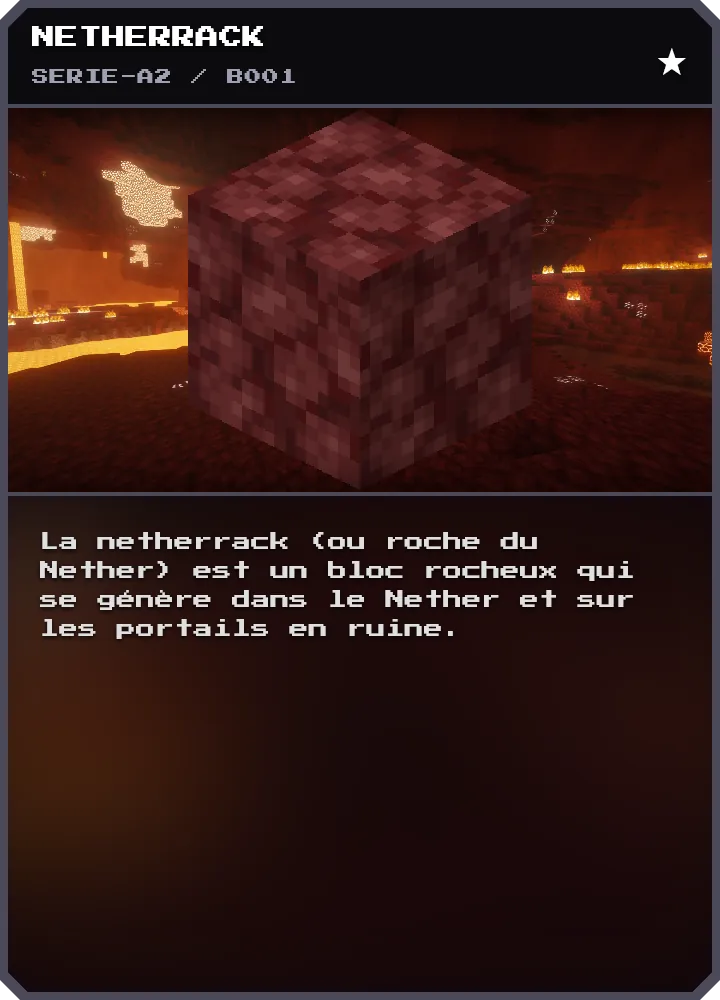 NETHERRACK
SERIE-A2 / B001
La netherrack (ou roche du
Nether) est un bloc rocheux qui
se génère dans le Nether et sur
les portails en ruine.